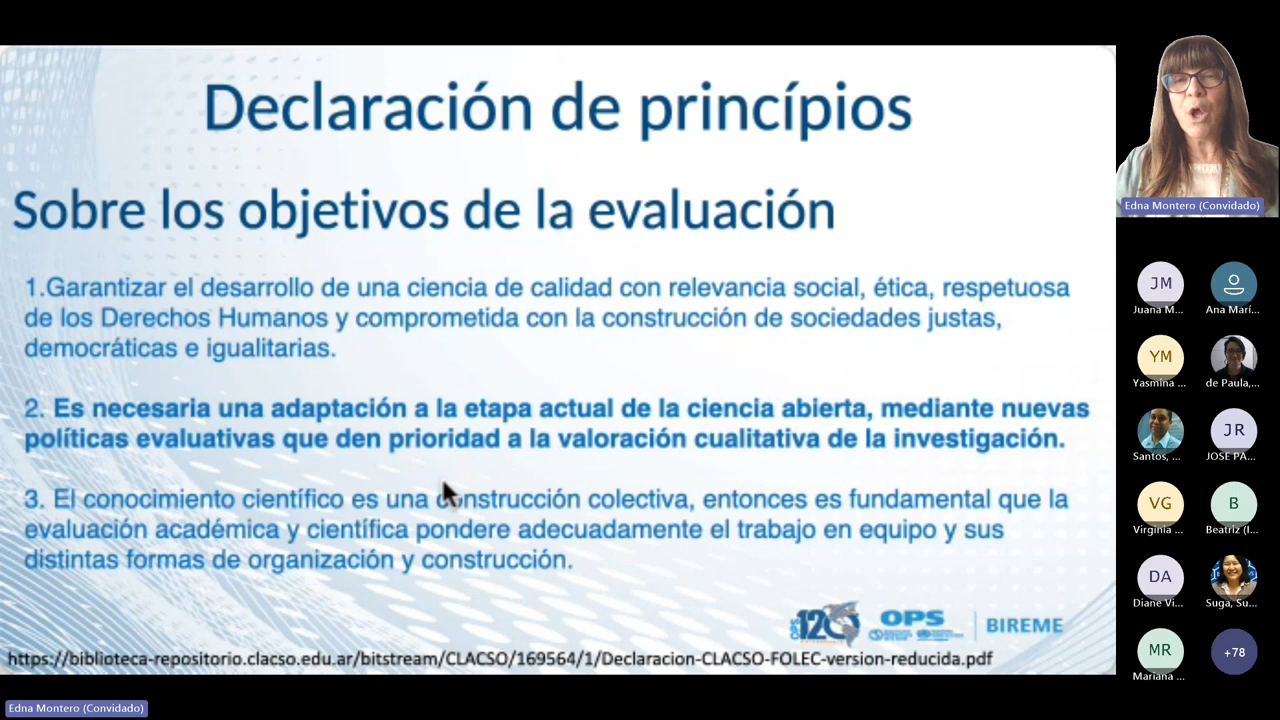 Declaración de princípios
Sobre los objetivos de la evaluación
1.Garantizar el desarrollo de una ciencia de calidad con relevancia social, ética, respetuosa
de los Derechos Humanos y comprometida con la construcción de sociedades justas,
democráticas e igualitarias.
2. Es necesaria una adaptación a la etapa actual de la ciencia abierta, mediante nuevas
políticas evaluativas que den prioridad a la valoración cualitativa de la investigación.
3. El conocimiento científico es una construcción colectiva, entonces es fundamental que la
evaluación académica y científica pondere adecuadamente el trabajo en equipo y sus
distintas formas de organización y construcción.
OPS 120
OPS
BIREME
https://biblioteca-repositorio.clacso.edu.ar/bitstream/CLACSO/169564/1/Declaracion-CLACSO-FOLEC-version-reducida.pdf
Edna Montero (Convidado)
JM
Juana M...
Ana Marí...
YM
Yasmina ...
de Paula,...
Santos, ...
JR
JOSE PA...
VG
Virginia ...
B
Beatriz (I...
DA
Diane Vi...
Suga, Su...
MR
Mariana ...
+78
Edna Montero (Convidado)